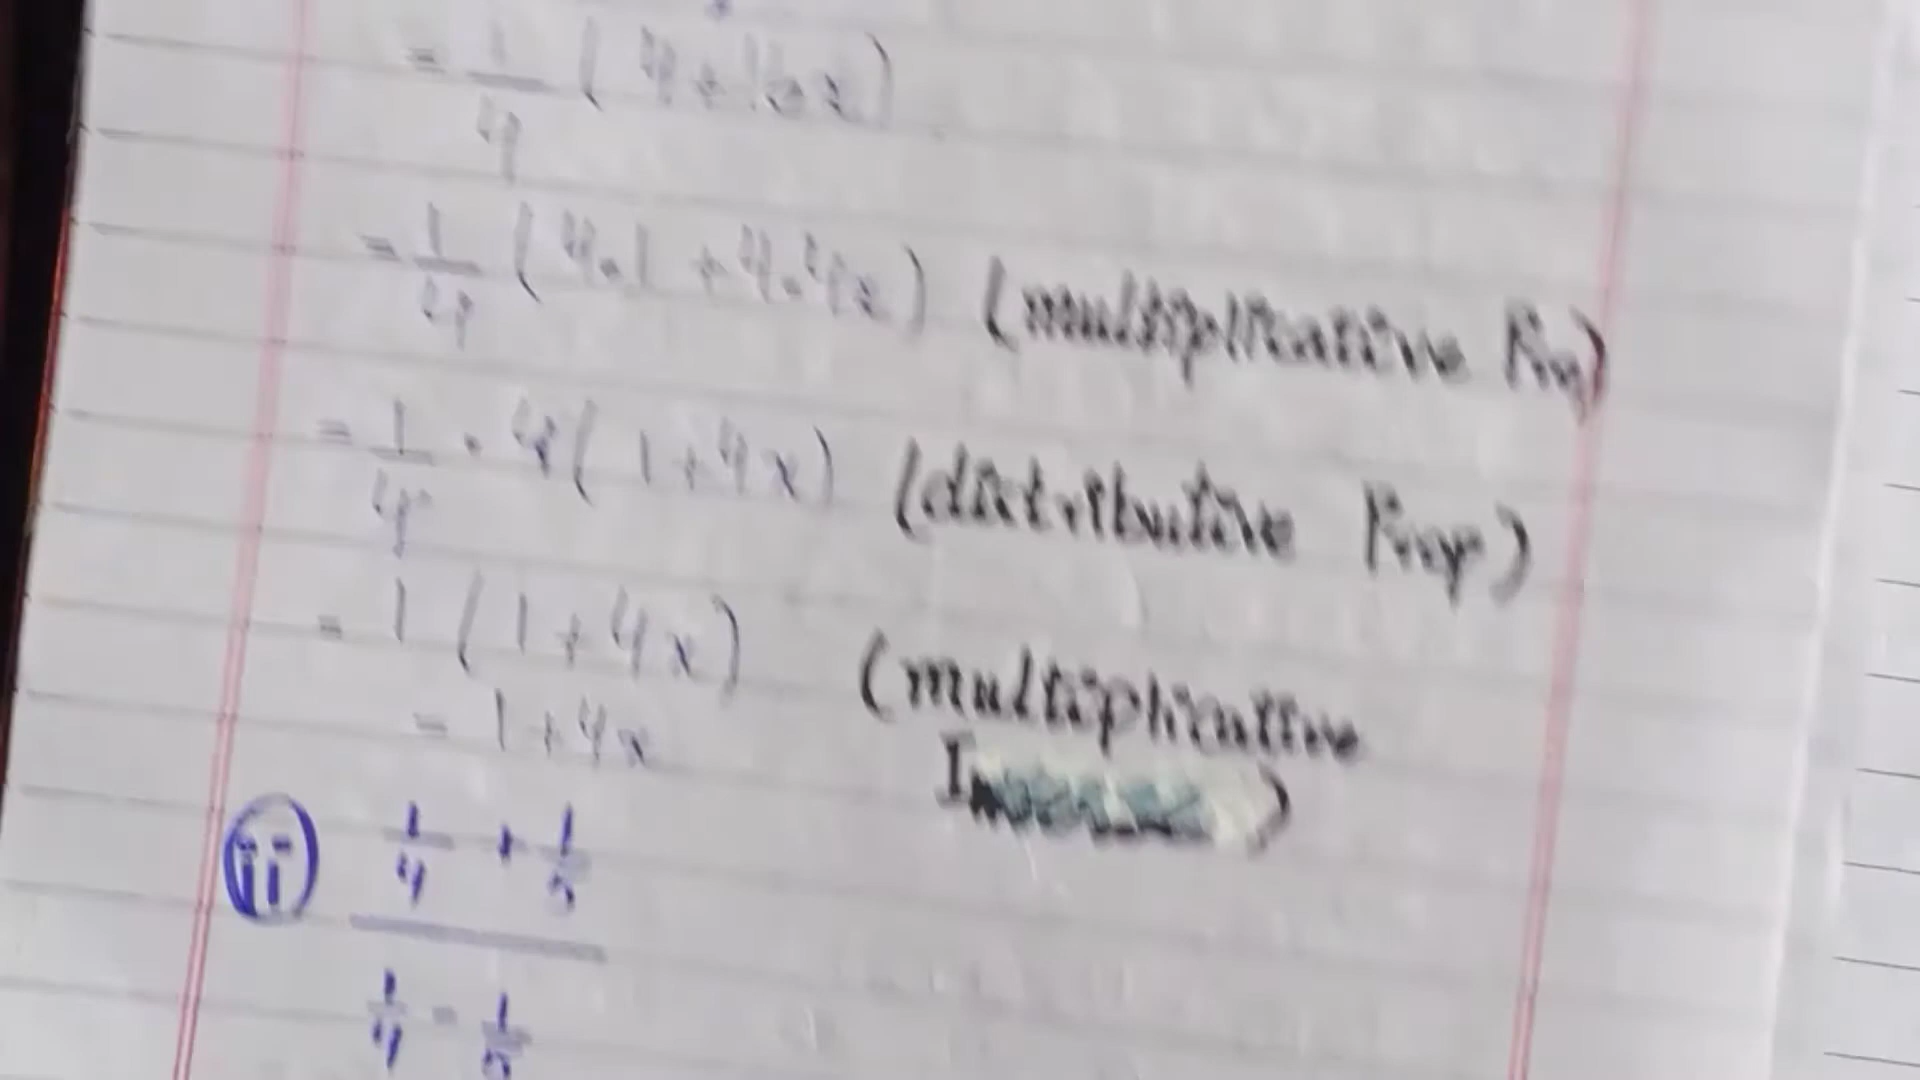 = 1/4 ( 4 + 16x )
= 1/4 ( 4.1 + 4.4x ) (multiplicative
= 1/4 . 4 ( 1 + 4x ) (distributive Prop)
= 1 ( 1 + 4x ) (multiplicative
= 1 + 4x
ii 1/4 + 1/5
1/4 - 1/5